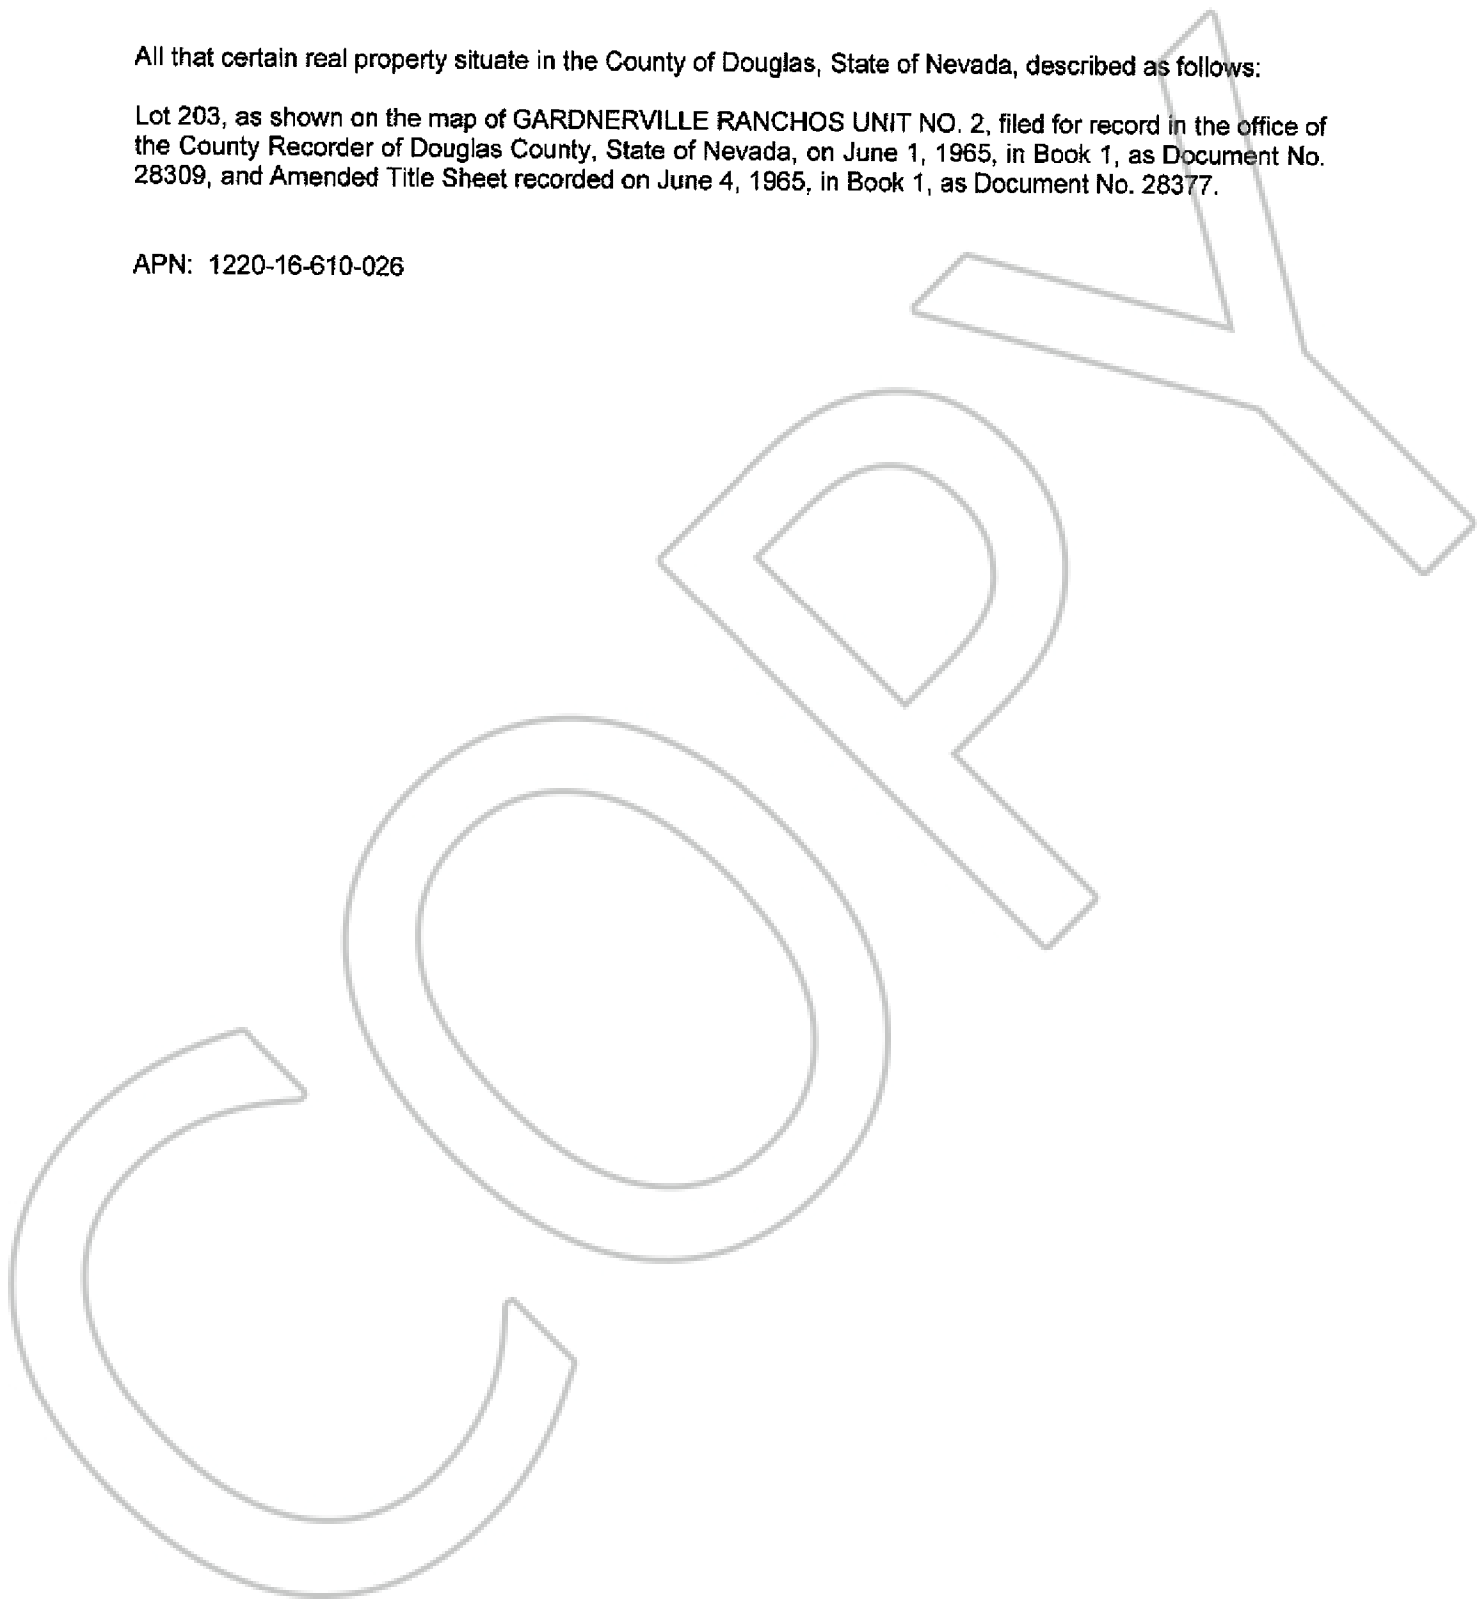 All that certain real property situate in the County of Douglas, State of Nevada, described as follows:
Lot 203, as shown on the map of GARDNERVILLE RANCHOS UNIT NO. 2, filed for record in the office of
the County Recorder of Douglas County, State of Nevada, on June 1, 1965, in Book 1, as Document No.
28309, and Amended Title Sheet recorded on June 4, 1965, in Book 1, as Document No. 28377.
APN: 1220-16-610-026
COPY